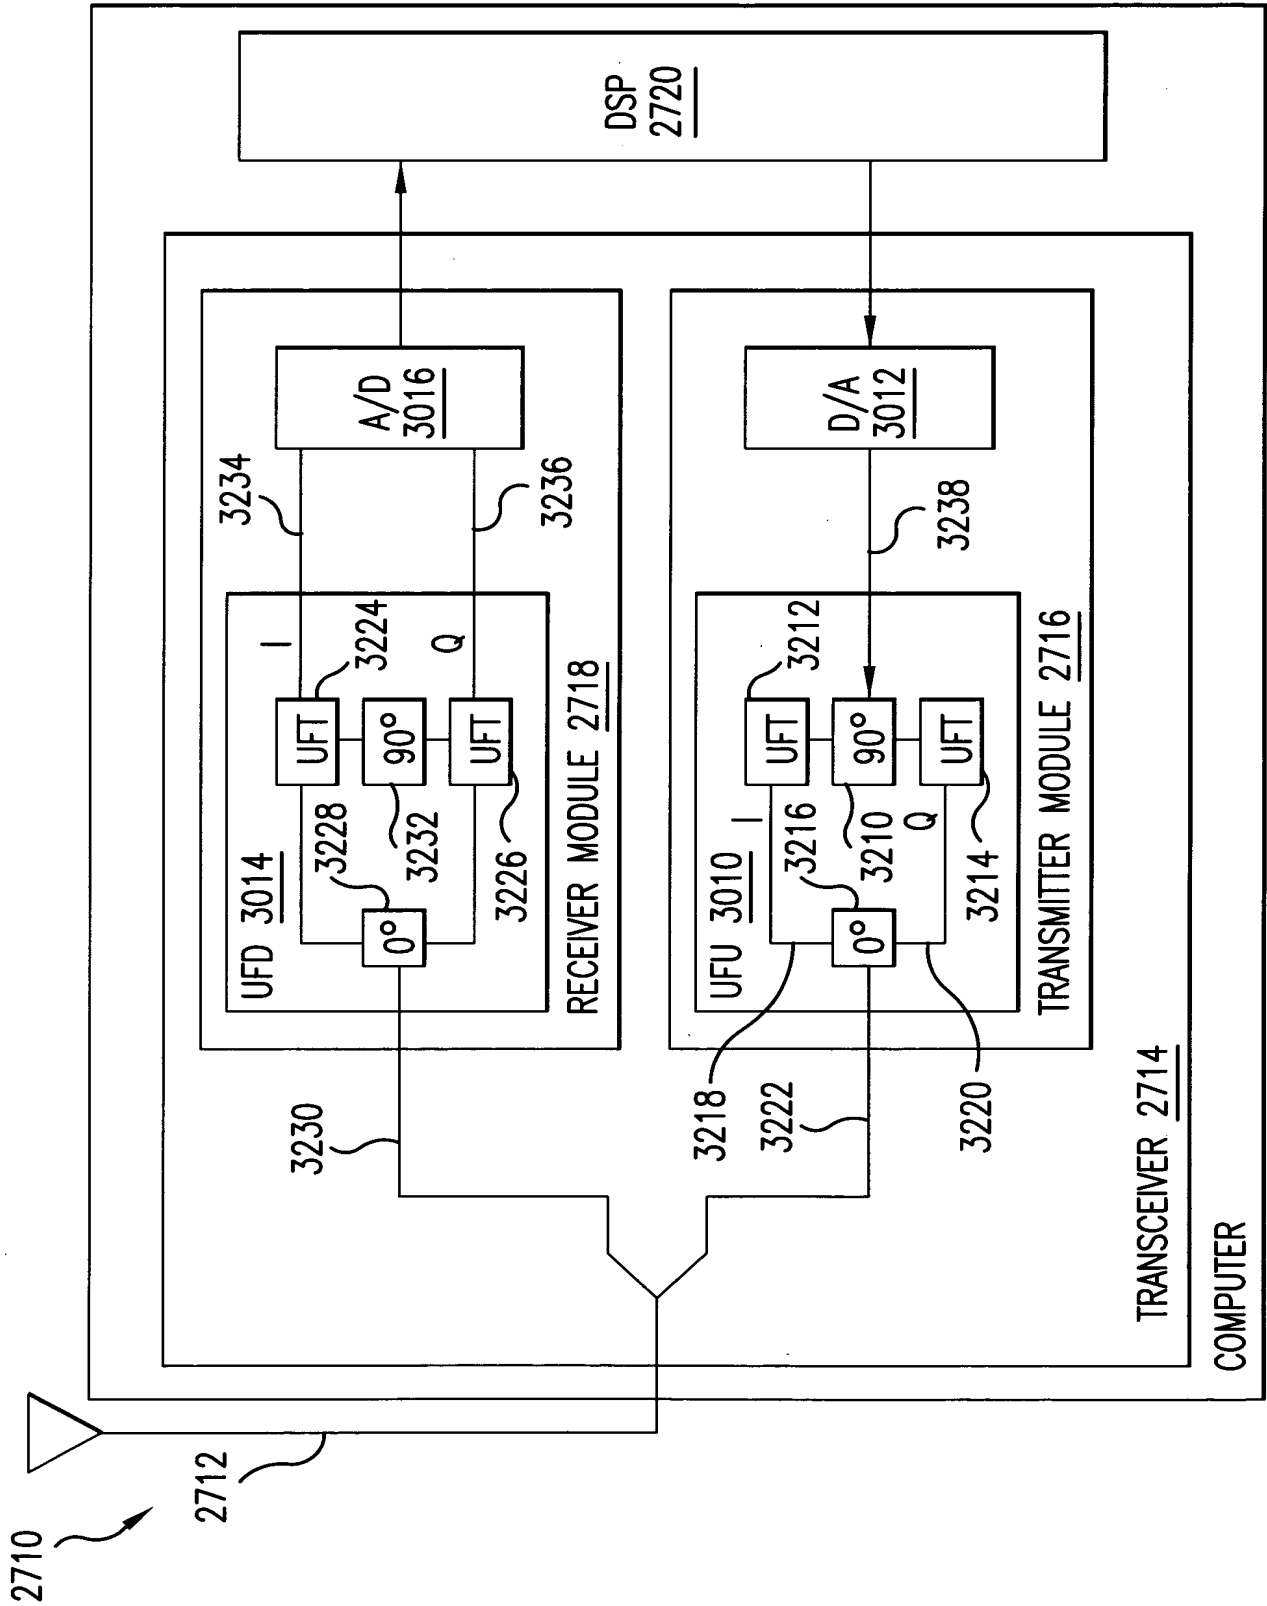 2710
2712
COMPUTER
TRANSCEIVER 2714
3230
3218
3222
3220
RECEIVER MODULE 2718
UFD 3014
0°
3228
3232
3226
UFT
90°
UFT
3224
I
Q
3234
3236
A/D
3016
TRANSMITTER MODULE 2716
UFU 3010
0°
3216
3210
3214
I
Q
UFT
90°
UFT
3212
3238
D/A
3012
DSP
2720